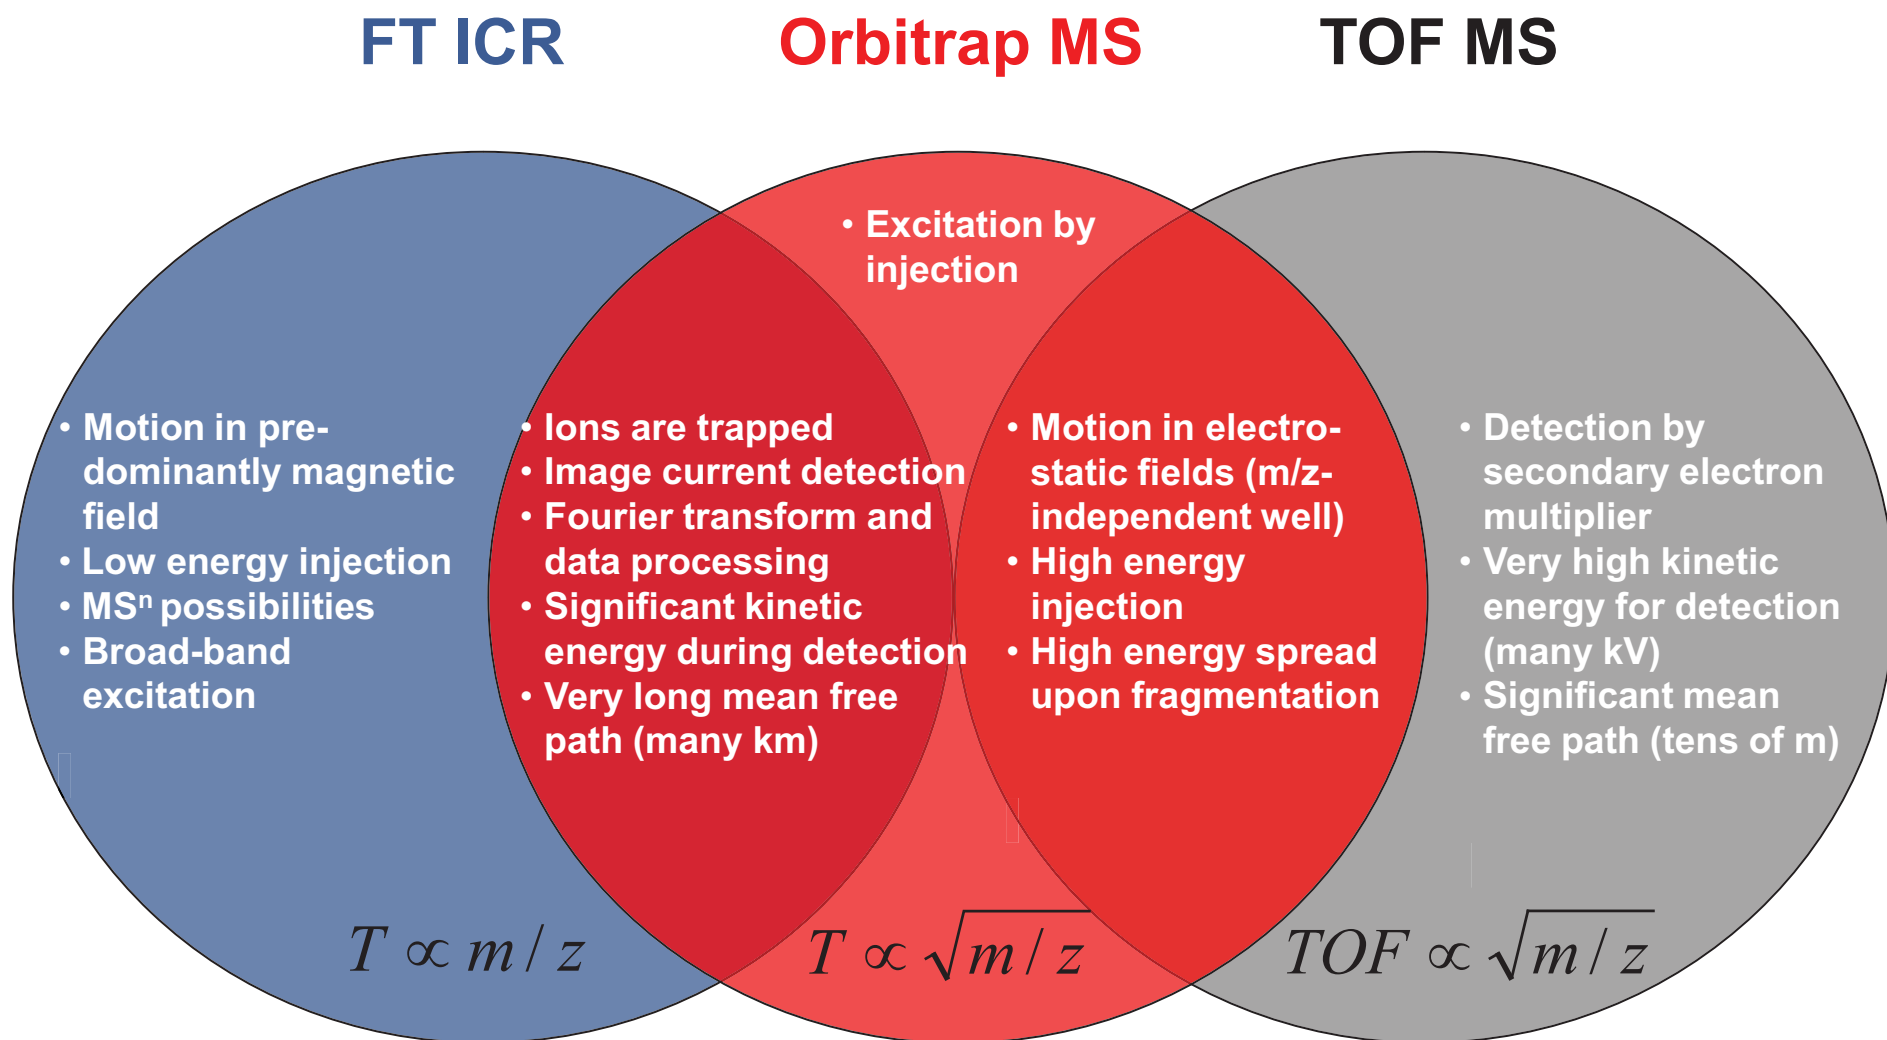 FT ICR
Orbitrap MS
TOF MS
• Excitation by
injection
• Motion in pre-
dominantly magnetic
field
• Low energy injection
• MSⁿ possibilities
• Broad-band
excitation
• Ions are trapped
• Image current detection
• Fourier transform and
data processing
• Significant kinetic
energy during detection
• Very long mean free
path (many km)
• Motion in electro-
static fields (m/z-
independent well)
• High energy
injection
• High energy spread
upon fragmentation
• Detection by
secondary electron
multiplier
• Very high kinetic
energy for detection
(many kV)
• Significant mean
free path (tens of m)
T ∝ m / z
T ∝ √m / z
TOF ∝ √m / z